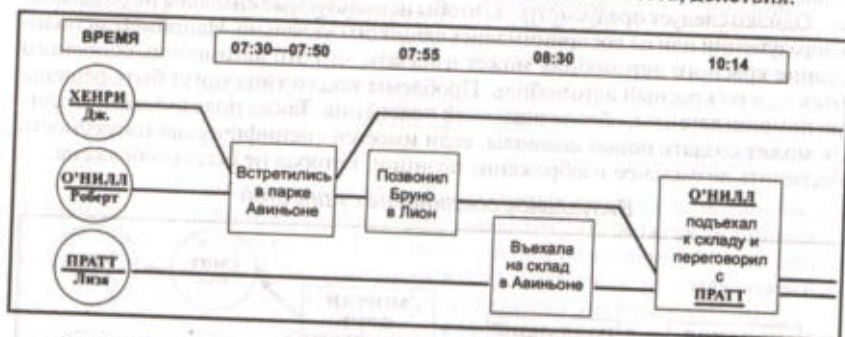 ВРЕМЯ
07:30—07:50
07:55
08:30
10:14
ХЕНРИ
Дж.
О'НИЛЛ
Роберт
ПРАТТ
Лиза
Встретились
в парке
Авиньоне
Позвонил
Бруно
в Лион
Въехала
на склад
в Авиньоне
О'НИЛЛ
подъехал
к складу и
переговорил
с
ПРАТТ